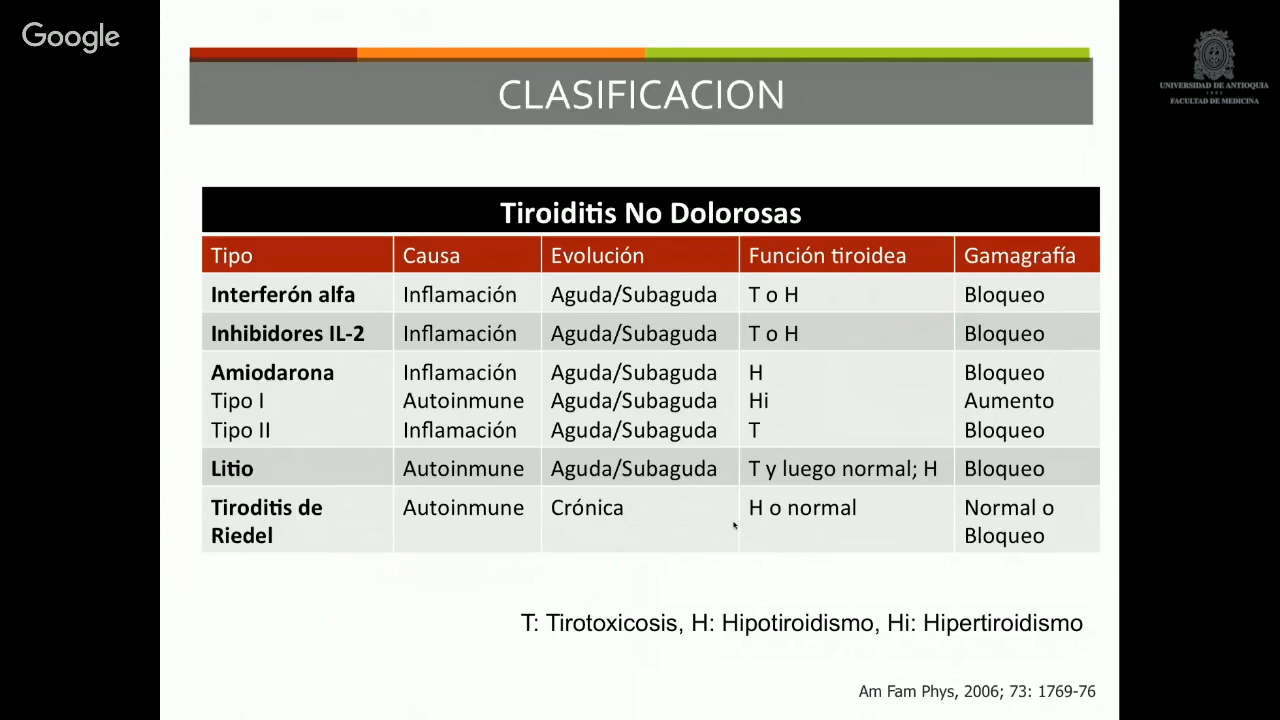 Google
UNIVERSIDAD DE ANTIOQUIA
1803
FACULTAD DE MEDICINA
CLASIFICACION
Tiroiditis No Dolorosas
Tipo Causa Evolución Función tiroidea Gamagrafía
Interferón alfa Inflamación Aguda/Subaguda T o H Bloqueo
Inhibidores IL-2 Inflamación Aguda/Subaguda T o H Bloqueo
Amiodarona Inflamación Aguda/Subaguda H Bloqueo
Tipo I Autoinmune Aguda/Subaguda Hi Aumento
Tipo II Inflamación Aguda/Subaguda T Bloqueo
Litio Autoinmune Aguda/Subaguda T y luego normal; H Bloqueo
Tiroditis de Autoinmune Crónica H o normal Normal o
Riedel Bloqueo
T: Tirotoxicosis, H: Hipotiroidismo, Hi: Hipertiroidismo
Am Fam Phys, 2006; 73: 1769-76